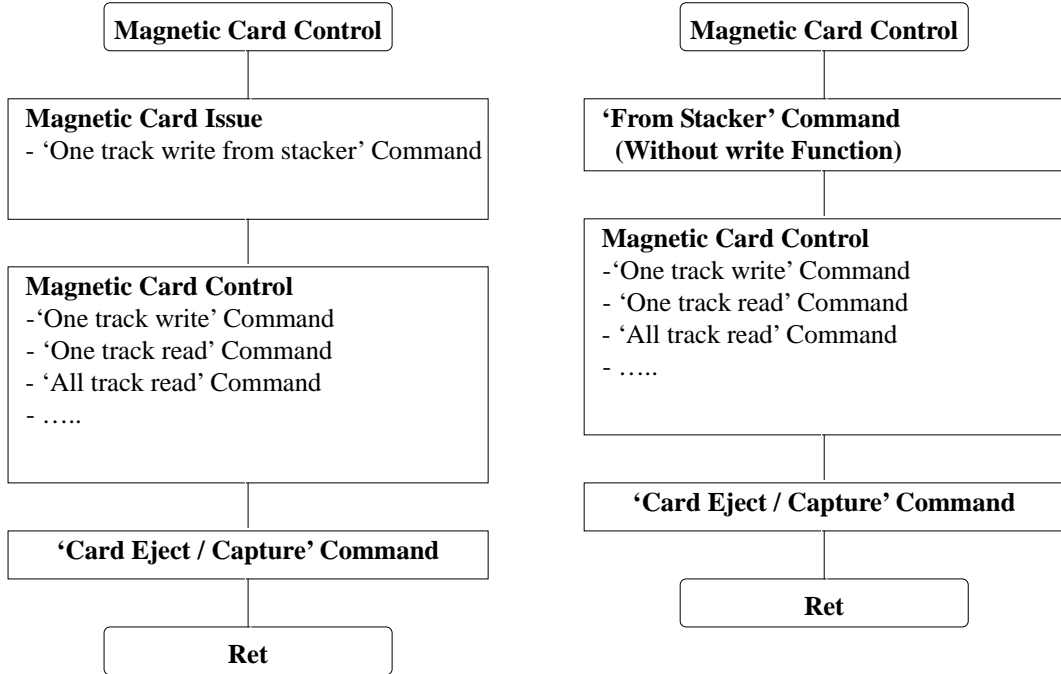 Magnetic Card Control
Magnetic Card Issue
- ‘One track write from stacker’ Command
Magnetic Card Control
-‘One track write’ Command
- ‘One track read’ Command
- ‘All track read’ Command
- …..
‘Card Eject / Capture’ Command
Ret
Magnetic Card Control
‘From Stacker’ Command
(Without write Function)
Magnetic Card Control
-‘One track write’ Command
- ‘One track read’ Command
- ‘All track read’ Command
- …..
‘Card Eject / Capture’ Command
Ret